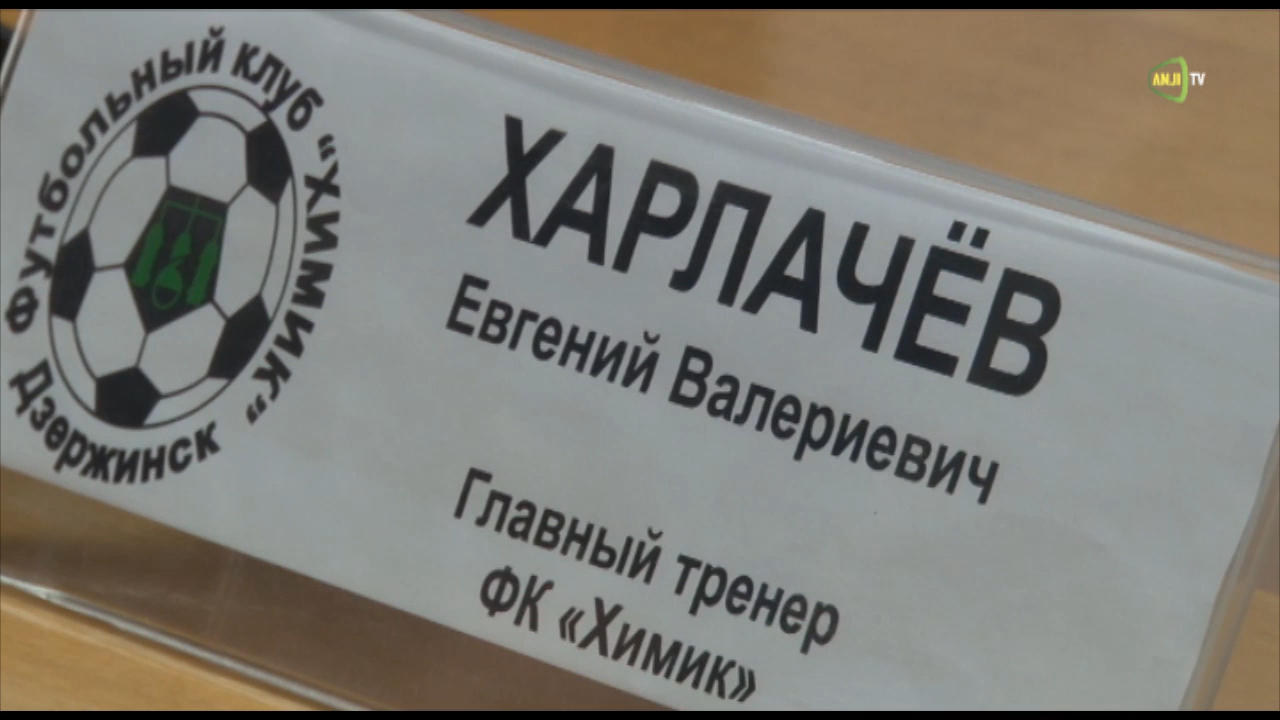 Футбольный клуб "ХИМИК"
Дзержинск
ХАРЛАЧЁВ
Евгений Валериевич
Главный тренер
ФК «Химик»
ANJI TV